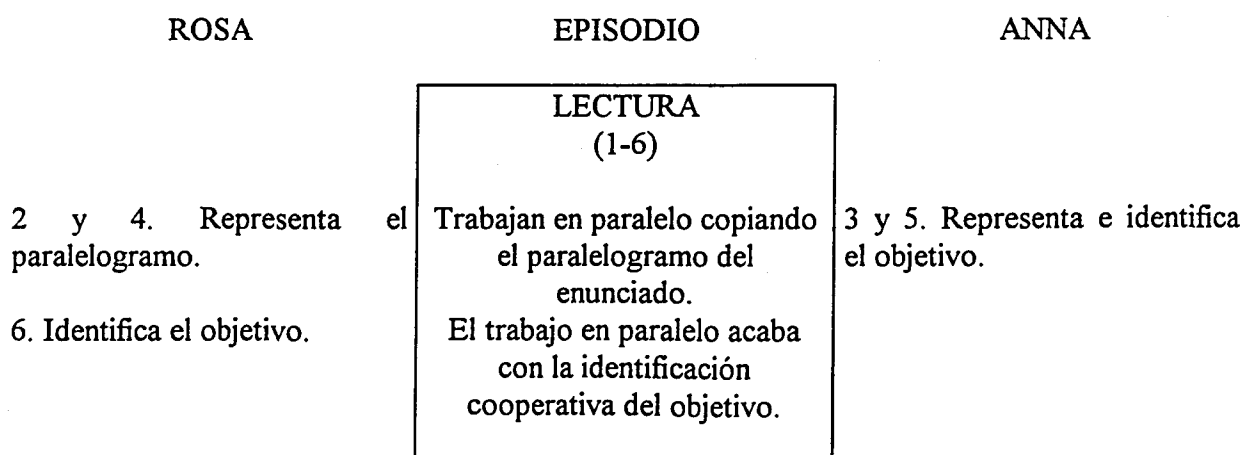 ROSA EPISODIO ANNA
LECTURA
(1-6)
2 y 4. Representa el
paralelogramo.
6. Identifica el objetivo.
Trabajan en paralelo copiando
el paralelogramo del
enunciado.
El trabajo en paralelo acaba
con la identificación
cooperativa del objetivo.
3 y 5. Representa e identifica
el objetivo.